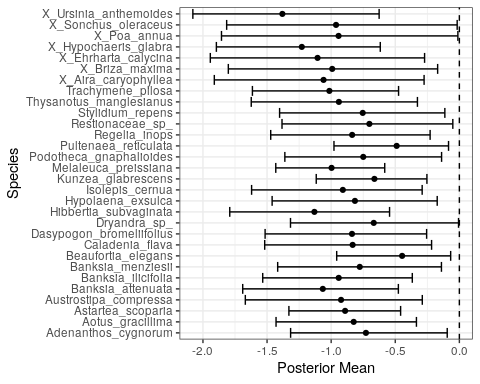 X_Ursinia_anthemoides
X_Sonchus_oleraceus
X_Poa_annua
X_Hypochaeris_glabra
X_Ehrharta_calycina
X_Briza_maxima
X_Aira_caryophyllea
Trachymene_pilosa
Thysanotus_manglesianus
Stylidium_repens
Restionaceae_sp_
Regelia_inops
Pultenaea_reticulata
Podotheca_gnaphalioides
Melaleuca_preissiana
Kunzea_glabrescens
Isolepis_cernua
Hypolaena_exsulca
Hibbertia_subvaginata
Dryandra_sp_
Dasypogon_bromeliifolius
Caladenia_flava
Beaufortia_elegans
Banksia_menziesii
Banksia_ilicifolia
Banksia_attenuata
Austrostipa_compressa
Astartea_scoparia
Aotus_gracillima
Adenanthos_cygnorum
Species
-2.0 -1.5 -1.0 -0.5 0.0
Posterior Mean